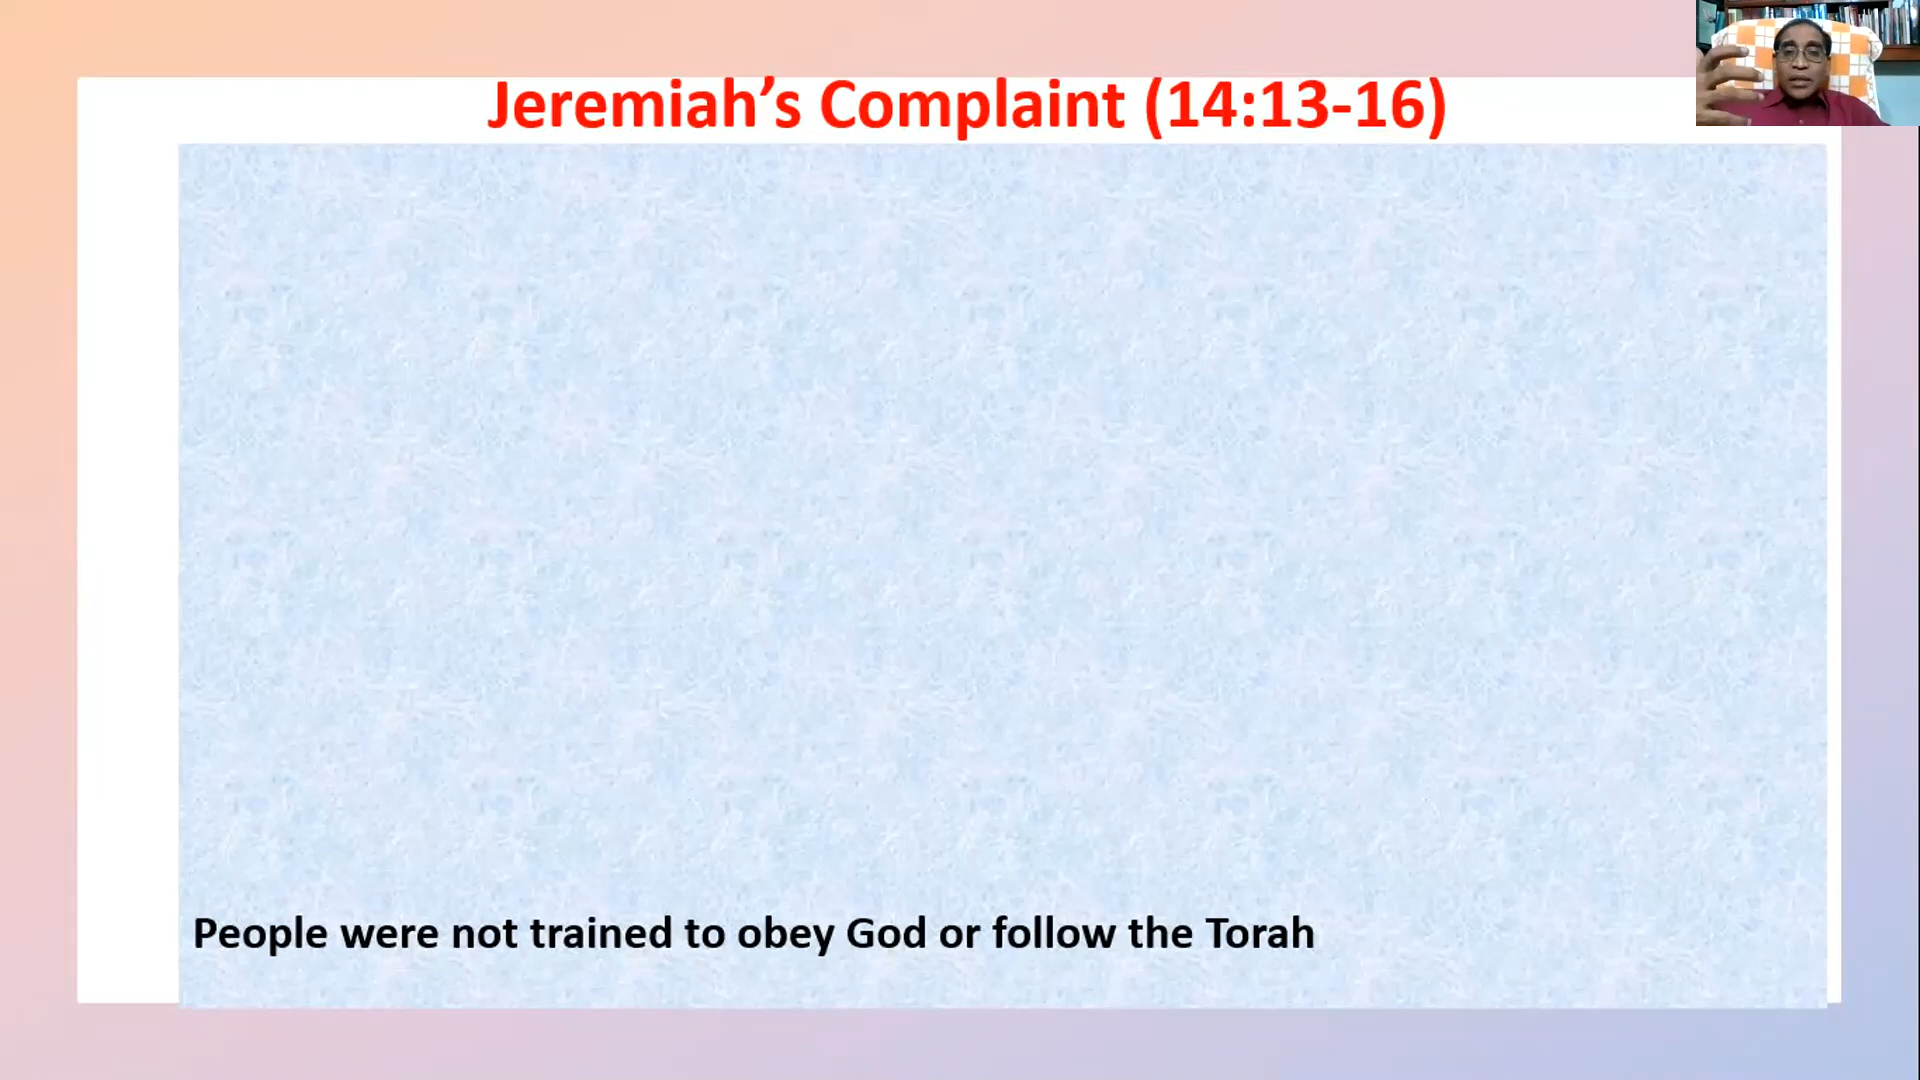 Jeremiah’s Complaint (14:13-16)
People were not trained to obey God or follow the Torah